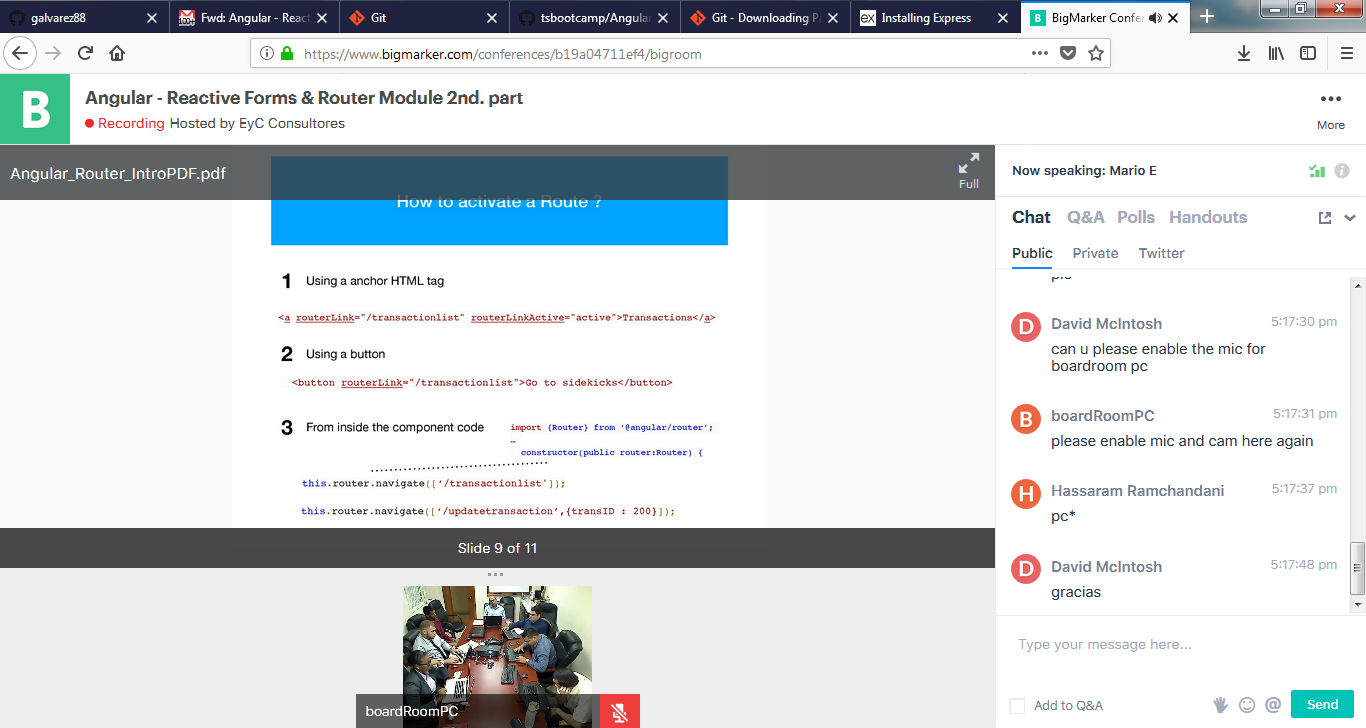 galvarez88
Fwd: Angular - React
Git
tsbootcamp/Angular
Git - Downloading Pa
ex Installing Express
B BigMarker Confer
100+
https://www.bigmarker.com/conferences/b19a04711ef4/bigroom
B
Angular - Reactive Forms & Router Module 2nd. part
Recording Hosted by EyC Consultores
More
Angular_Router_IntroPDF.pdf
Full
How to activate a Route ?
1 Using a anchor HTML tag
<a routerLink="/transactionlist" routerLinkActive="active">Transactions</a>
2 Using a button
<button routerLink="/transactionlist">Go to sidekicks</button>
3 From inside the component code
import {Router} from ‘@angular/router’;
…
constructor(public router:Router) {
this.router.navigate([‘/transactionlist']);
this.router.navigate([‘/updatetransaction’,{transID : 200}]);
Slide 9 of 11
boardRoomPC
Now speaking: Mario E
Chat Q&A Polls Handouts
Public Private Twitter
D David McIntosh 5:17:30 pm
can u please enable the mic for
boardroom pc
B boardRoomPC 5:17:31 pm
please enable mic and cam here again
H Hassaram Ramchandani 5:17:37 pm
pc*
D David McIntosh 5:17:48 pm
gracias
Type your message here...
Add to Q&A
@
Send